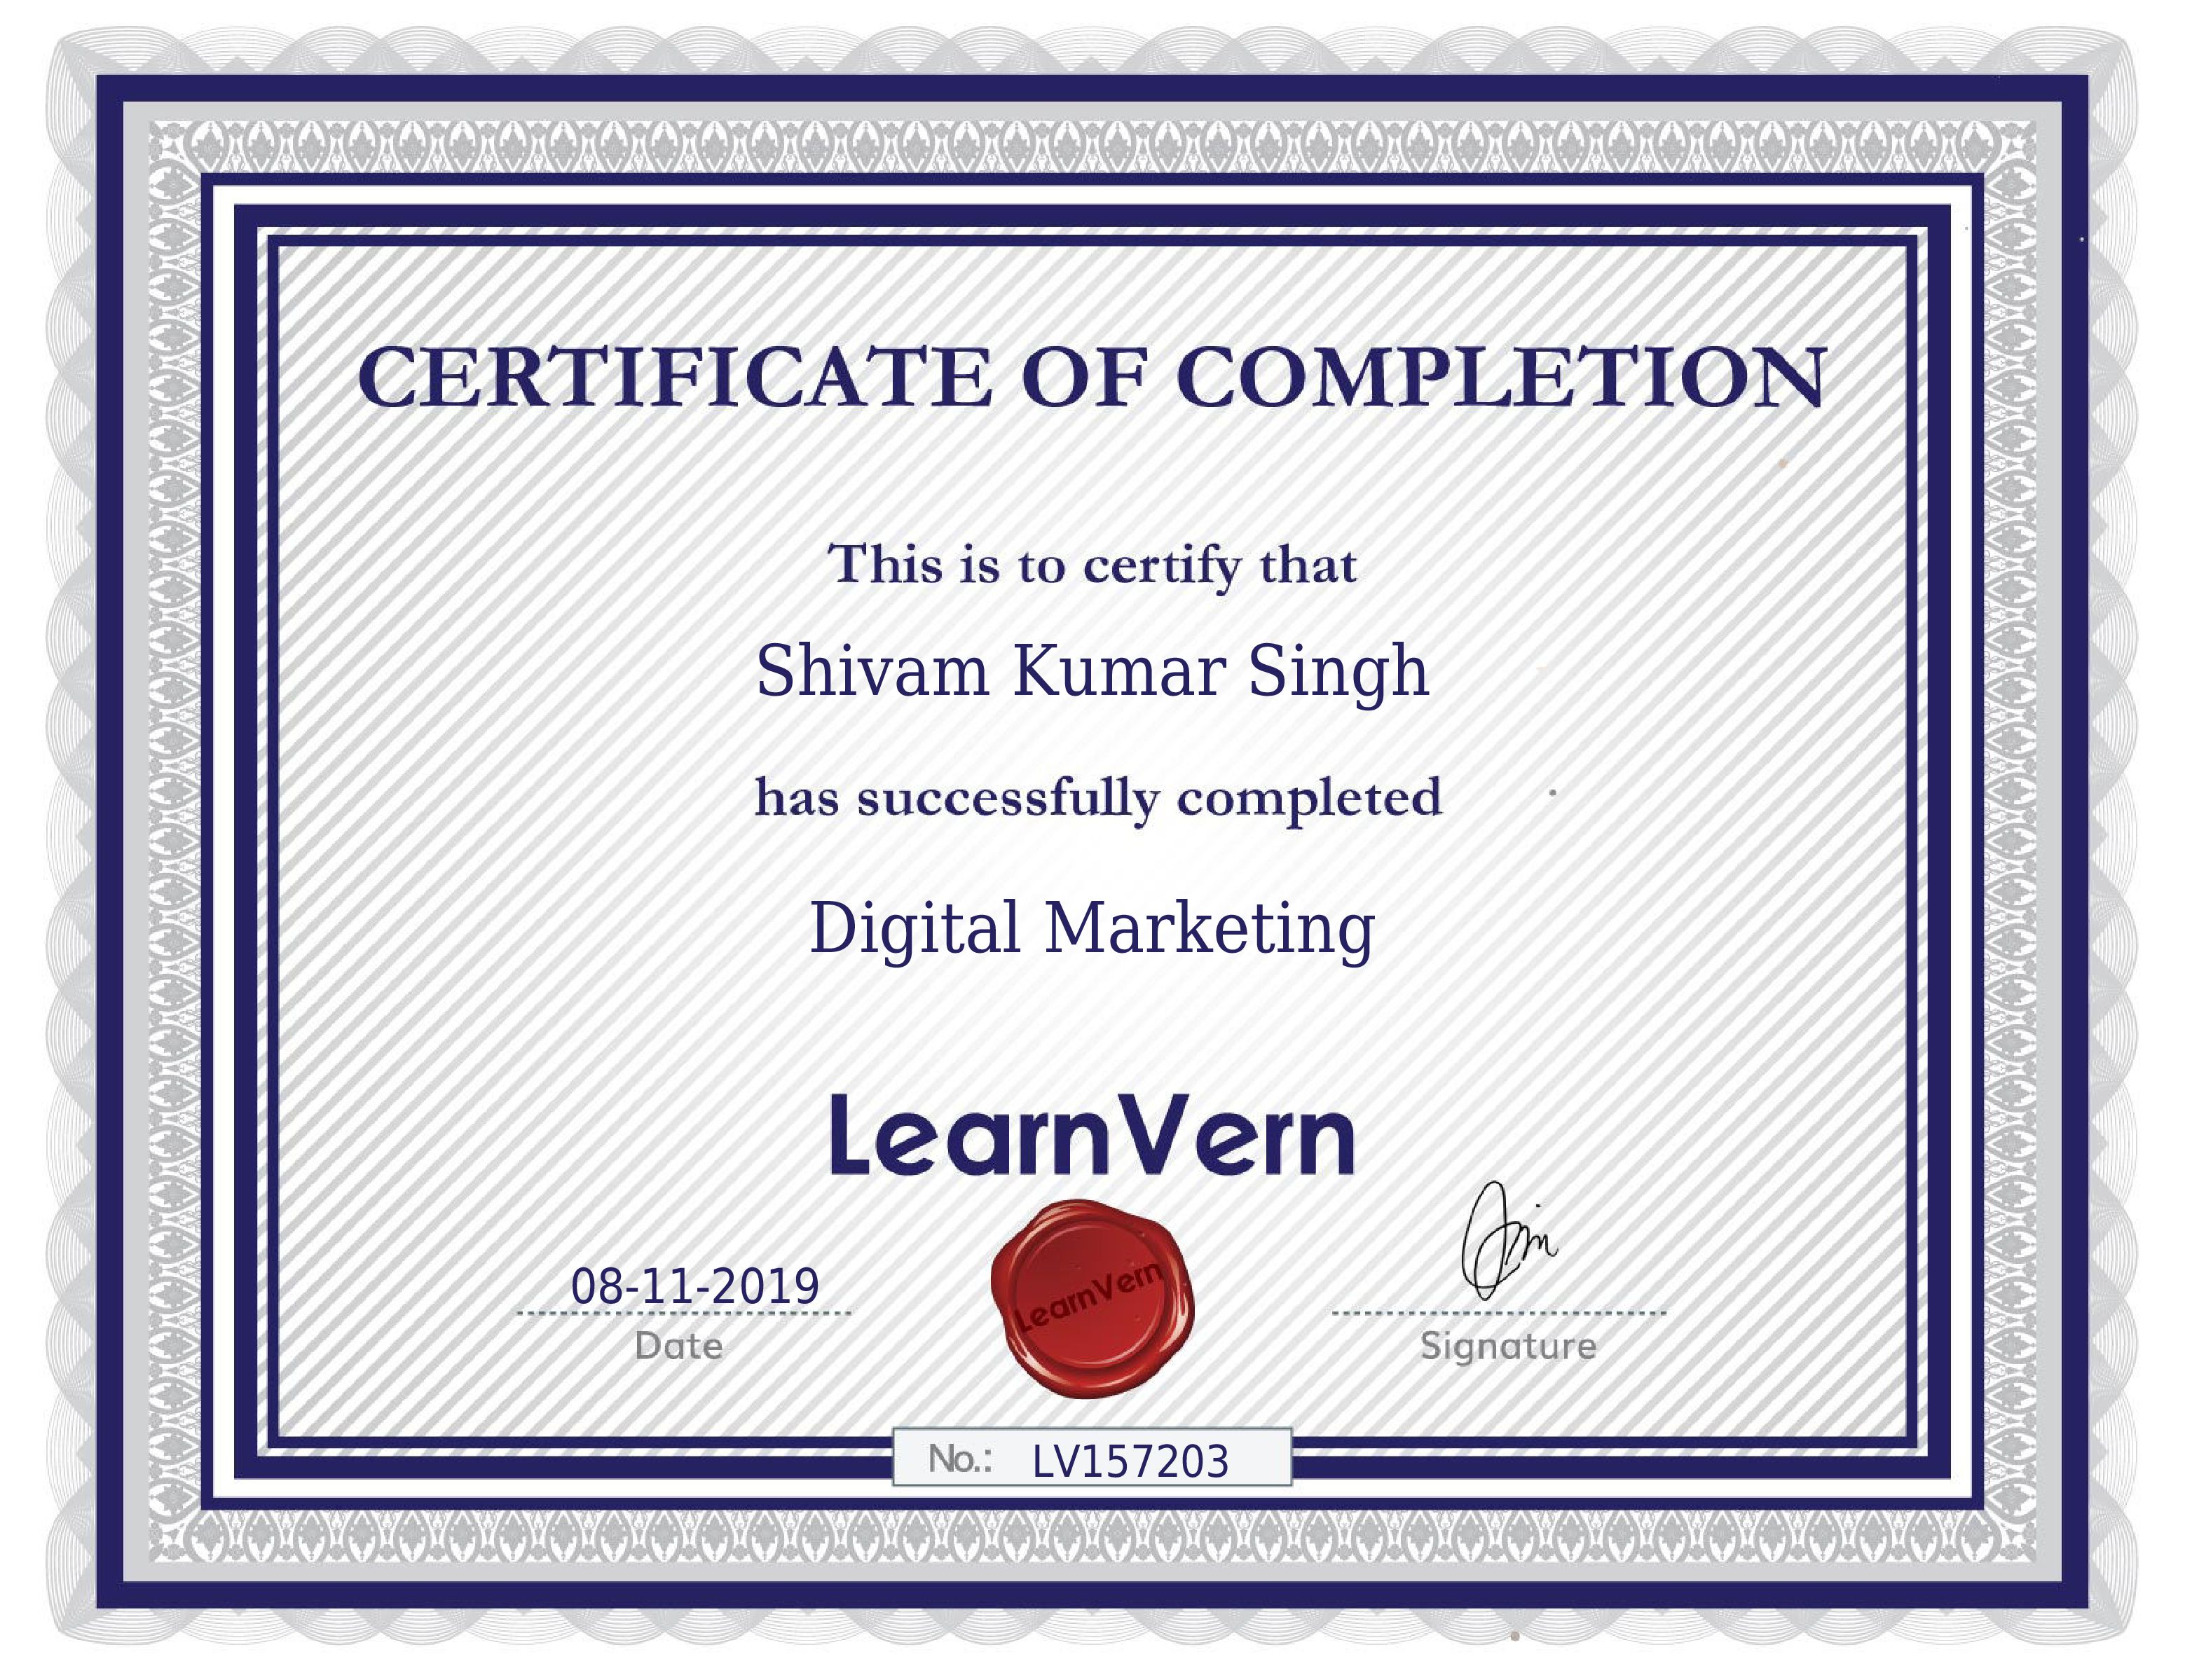 CERTIFICATE OF COMPLETION
This is to certify that
Shivam Kumar Singh
has successfully completed
Digital Marketing
LearnVern
LearnVern
08-11-2019
Date
Signature
No.: LV157203